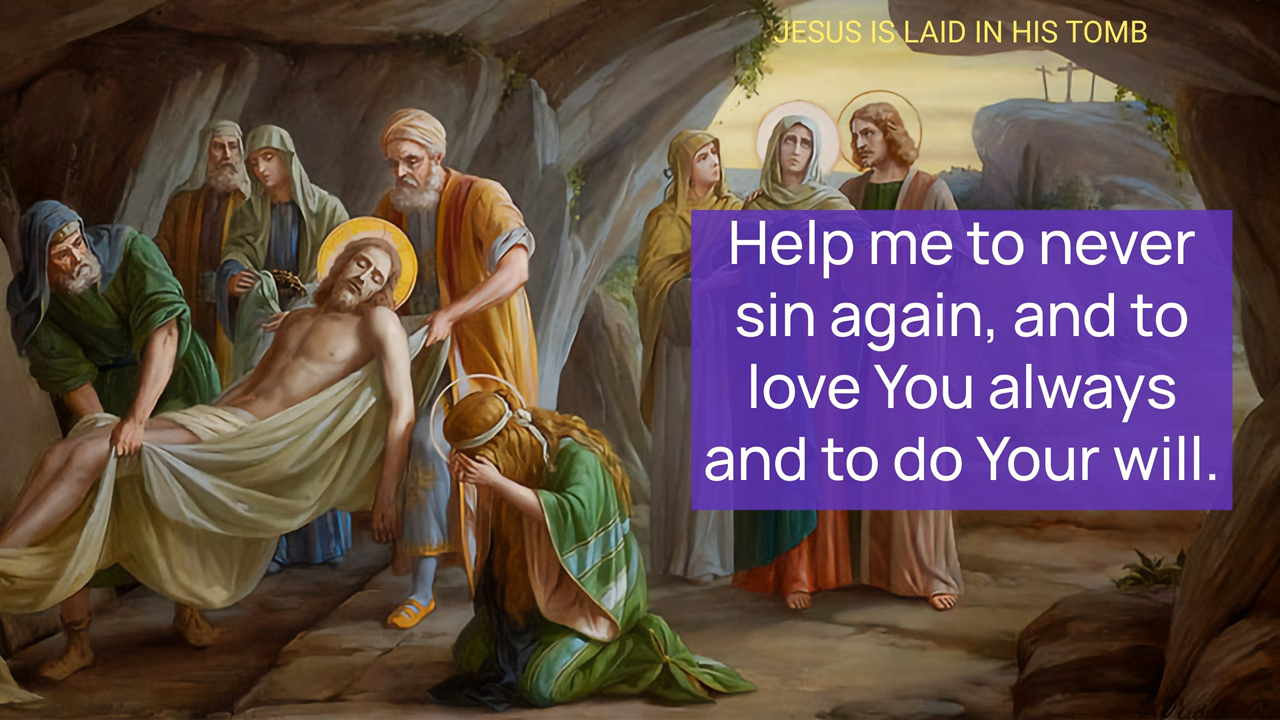 JESUS IS LAID IN HIS TOMB
Help me to never
sin again, and to
love You always
and to do Your will.